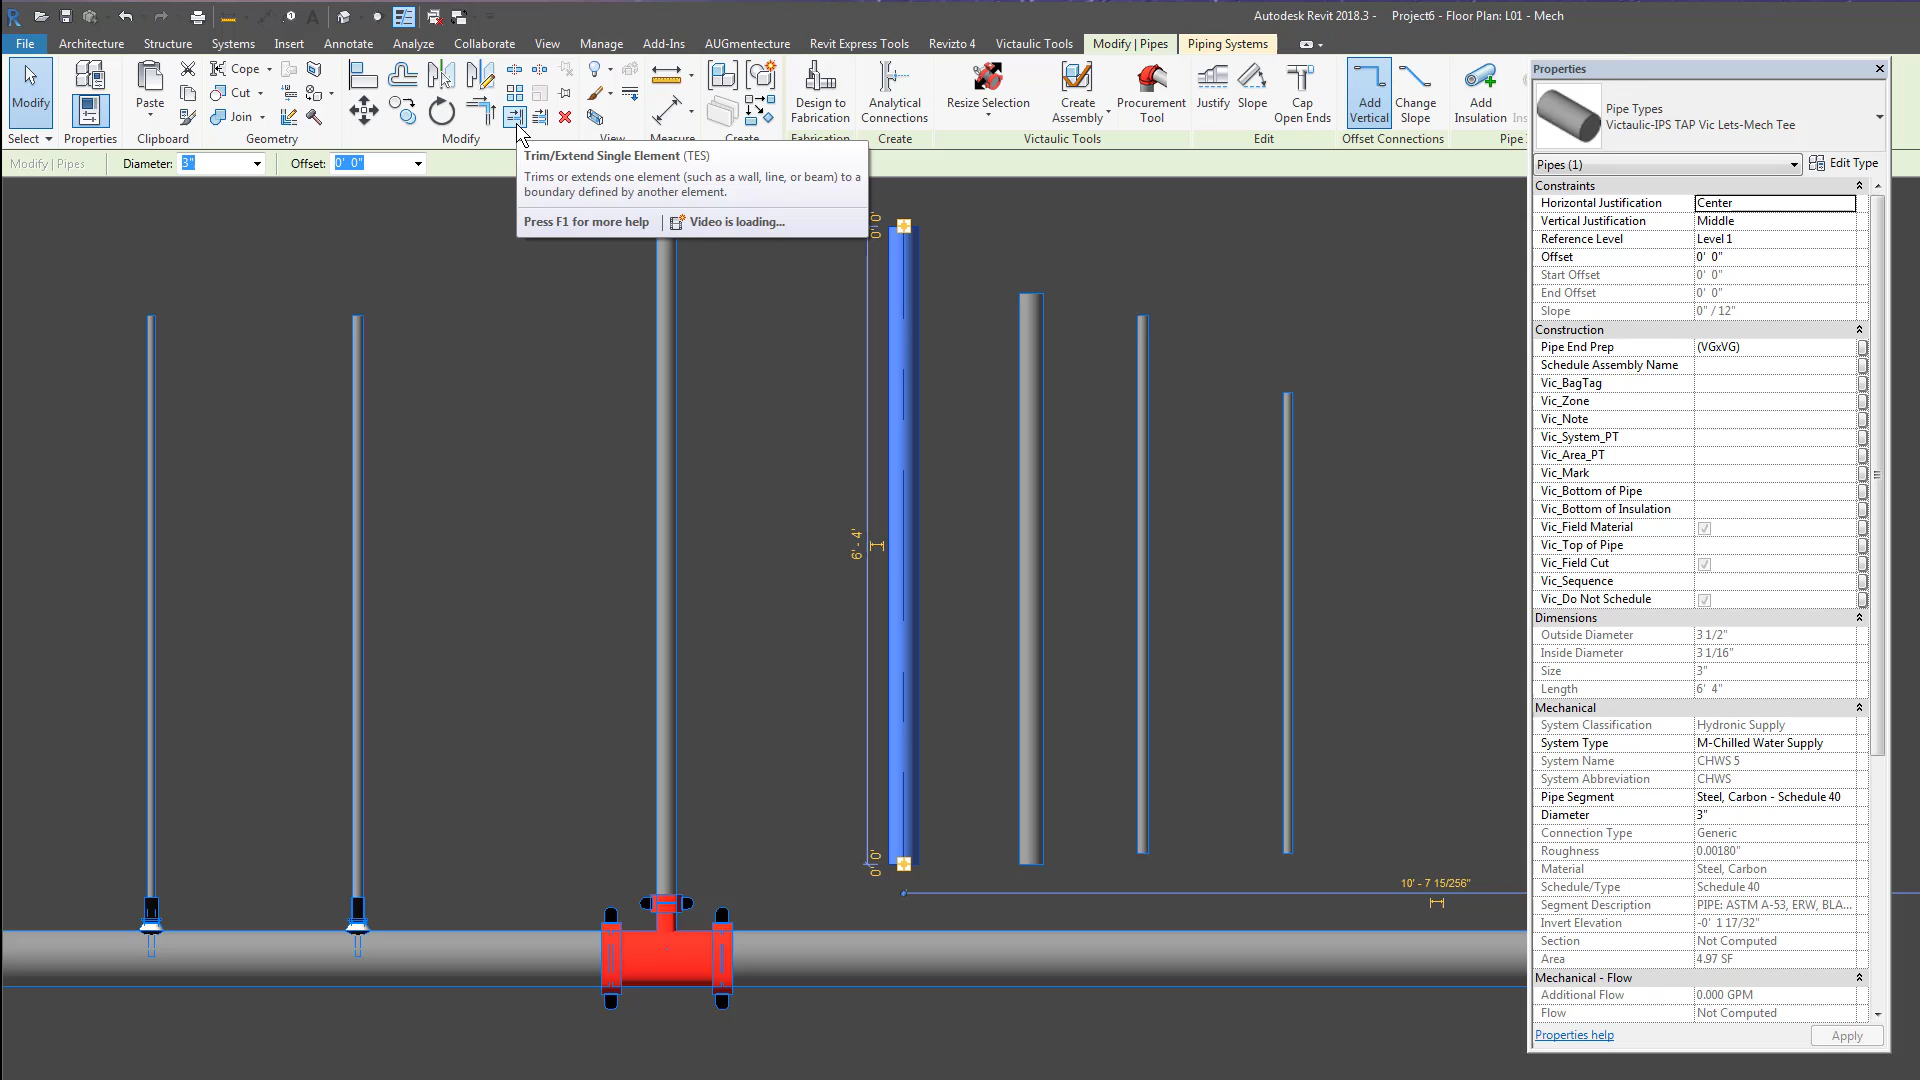 Autodesk Revit 2018.3 -     Project6 - Floor Plan: L01 - Mech
File Architecture Structure Systems Insert Annotate Analyze Collaborate View Manage Add-Ins AUGmentecture Revit Express Tools Revizto 4 Victaulic Tools Modify | Pipes Piping Systems
Modify
Select
Properties
Paste
Clipboard
Cope
Cut
Join
Geometry
Modify
View
Measure
Create
Design to
Fabrication
Fabrication
Analytical
Connections
Create
Resize Selection
Create
Assembly
Procurement
Tool
Victaulic Tools
Justify
Slope
Cap
Open Ends
Edit
Add
Vertical
Change
Slope
Offset Connections
Add
Insulation
Pipe
Modify | Pipes
Diameter: 3"
Offset: 0' 0"
Trim/Extend Single Element (TES)
Trims or extends one element (such as a wall, line, or beam) to a
boundary defined by another element.
Press F1 for more help
Video is loading...
0' 0'
6' - 4'
0' 0'
10' - 7 15/256"
Properties
Pipe Types
Victaulic-IPS TAP Vic Lets-Mech Tee
Pipes (1)
Edit Type
Constraints
Horizontal Justification Center
Vertical Justification Middle
Reference Level Level 1
Offset 0' 0"
Start Offset 0' 0"
End Offset 0' 0"
Slope 0" / 12"
Construction
Pipe End Prep (VGxVG)
Schedule Assembly Name
Vic_BagTag
Vic_Zone
Vic_Note
Vic_System_PT
Vic_Area_PT
Vic_Mark
Vic_Bottom of Pipe
Vic_Bottom of Insulation
Vic_Field Material
Vic_Top of Pipe
Vic_Field Cut
Vic_Sequence
Vic_Do Not Schedule
Dimensions
Outside Diameter 3 1/2"
Inside Diameter 3 1/16"
Size 3"
Length 6' 4"
Mechanical
System Classification Hydronic Supply
System Type M-Chilled Water Supply
System Name CHWS 5
System Abbreviation CHWS
Pipe Segment Steel, Carbon - Schedule 40
Diameter 3"
Connection Type Generic
Roughness 0.00180"
Material Steel, Carbon
Schedule/Type Schedule 40
Segment Description PIPE: ASTM A-53, ERW, BLA...
Invert Elevation -0' 1 17/32"
Section Not Computed
Area 4.97 SF
Mechanical - Flow
Additional Flow 0.000 GPM
Flow Not Computed
Properties help
Apply